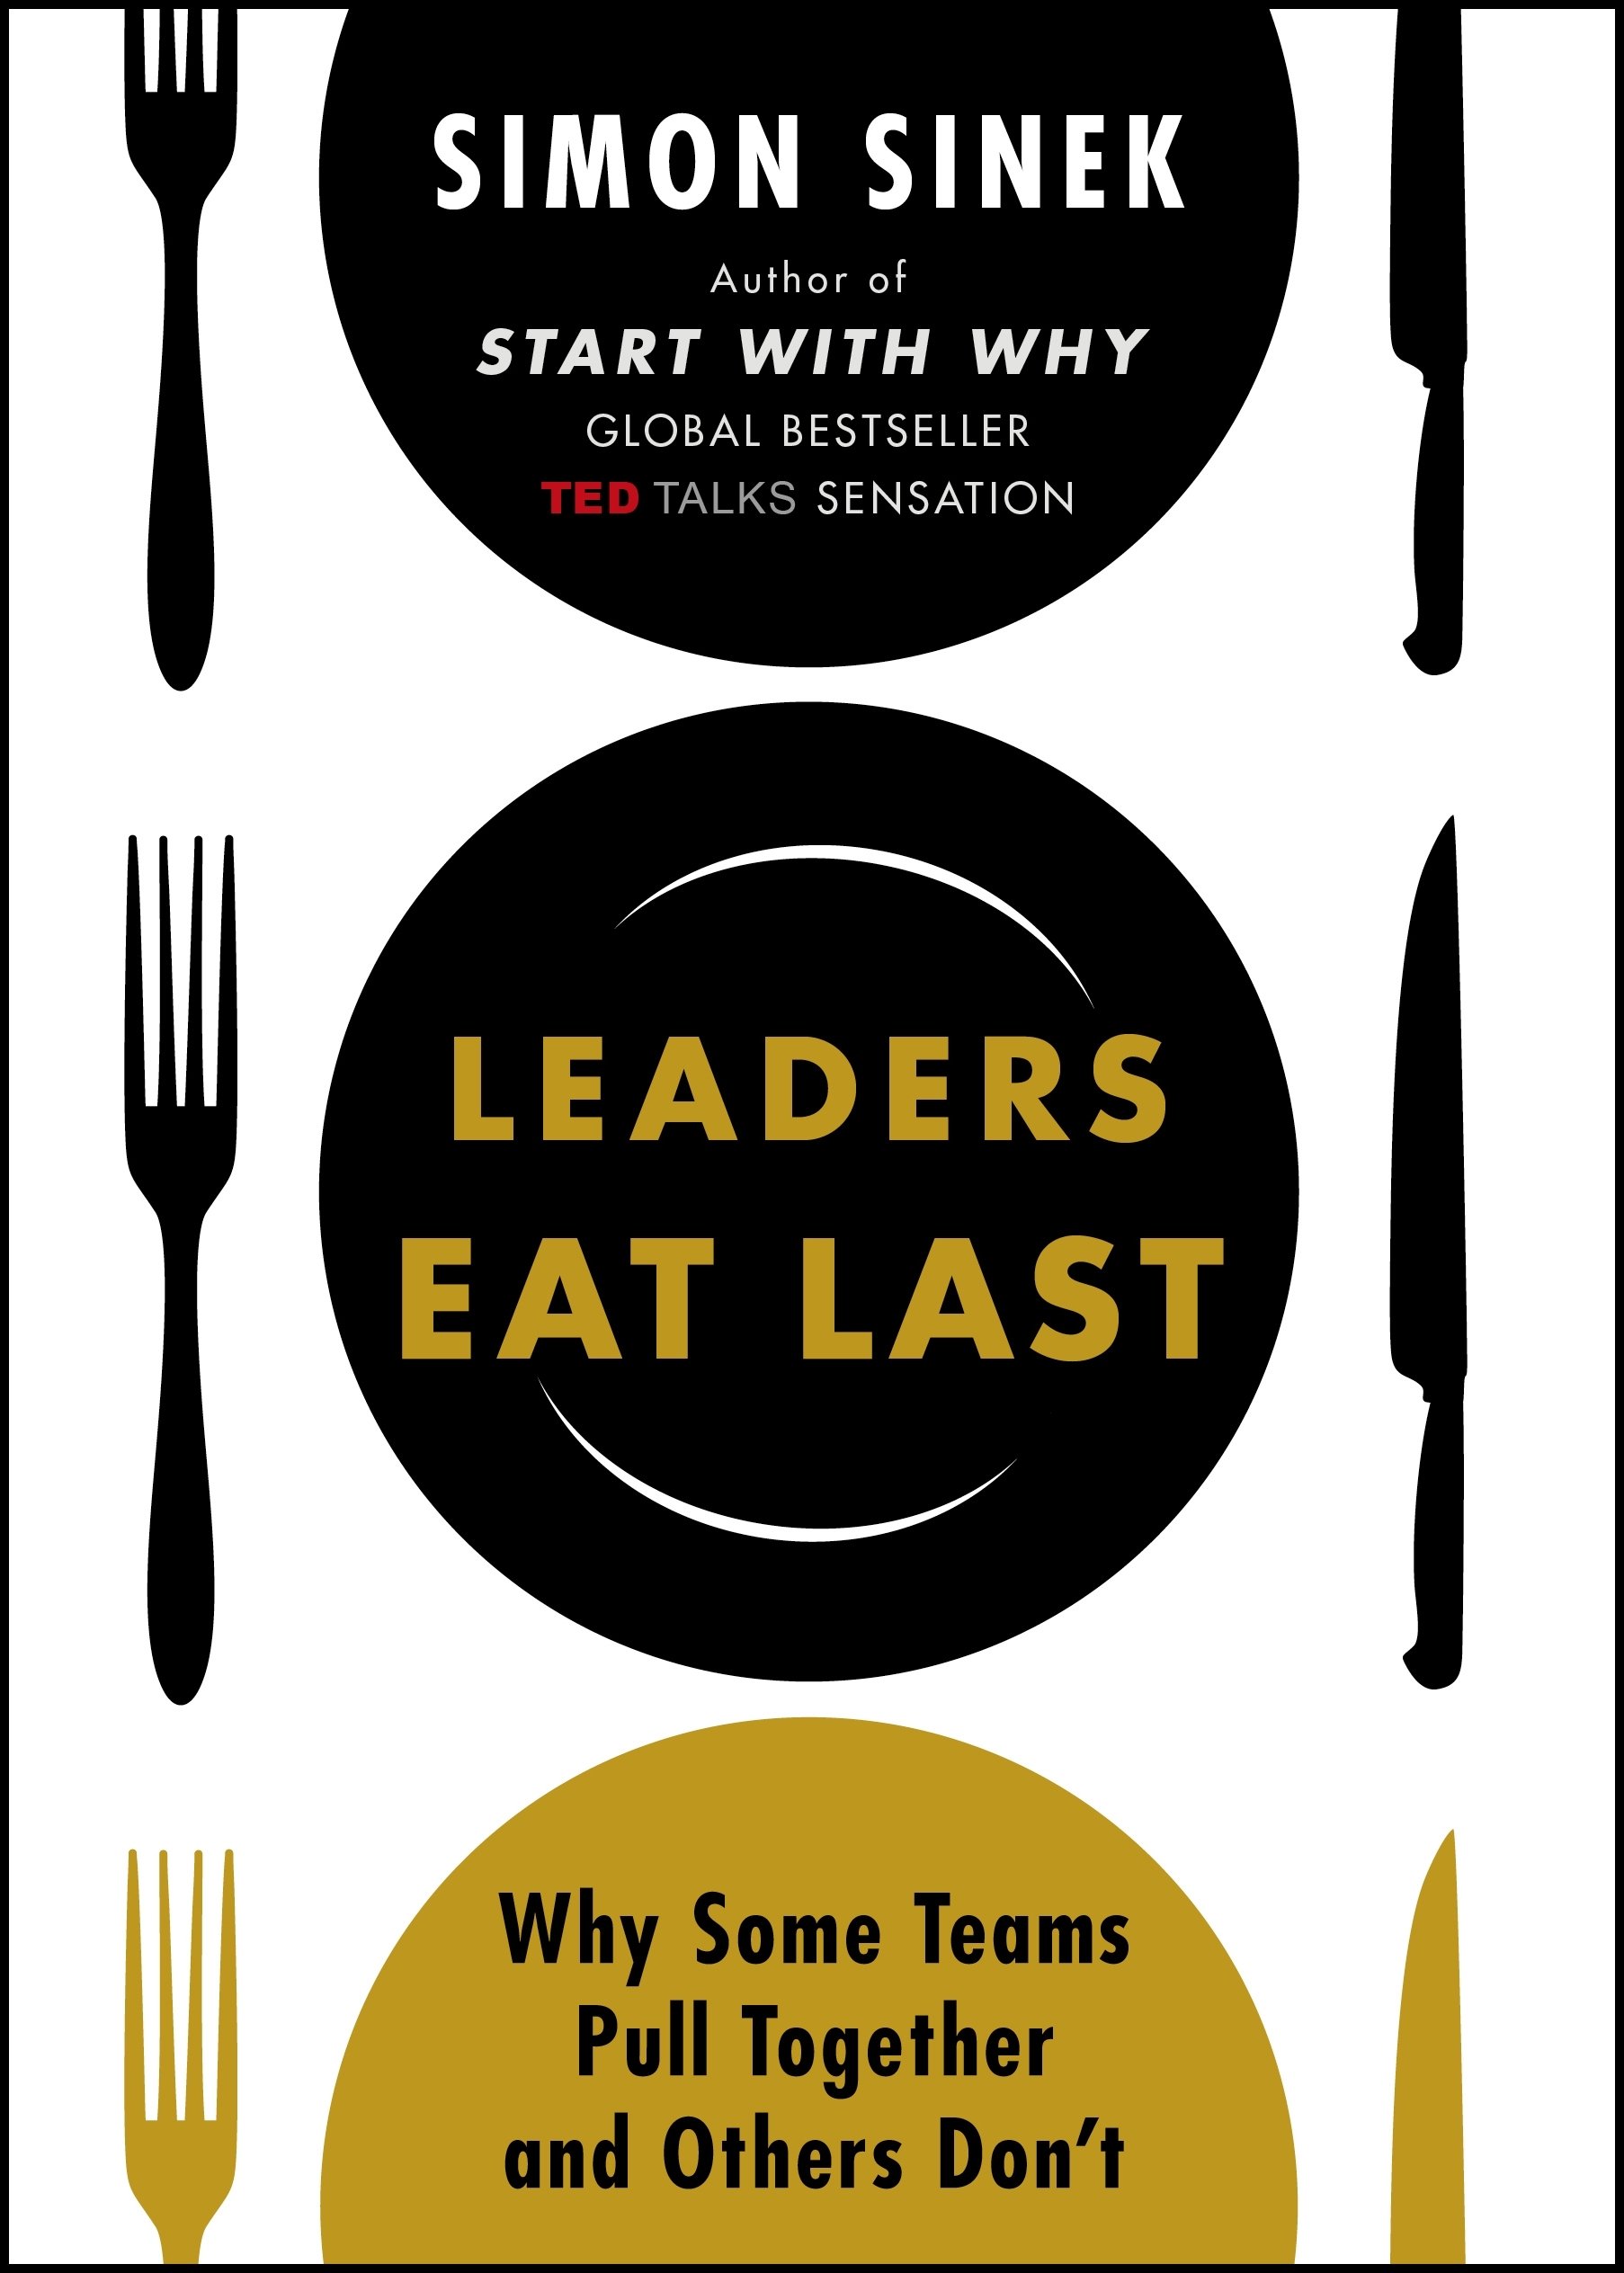 SIMON SINEK
Author of
START WITH WHY
GLOBAL BESTSELLER
TED TALKS SENSATION
LEADERS
EAT LAST
Why Some Teams
Pull Together
and Others Don't